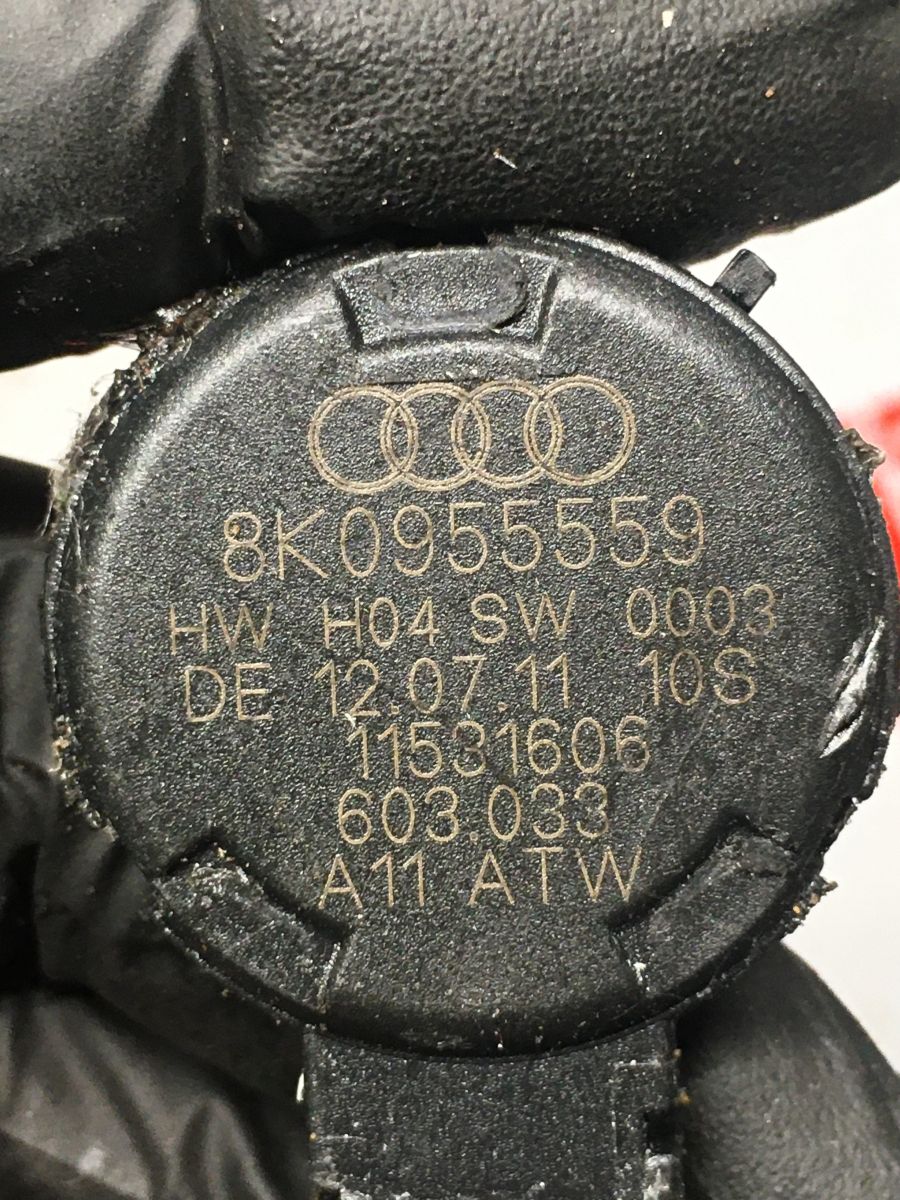 8K0955559
HW H04 SW 0003
DE 12.07.11 10S
11531606
603.033
A11 ATW